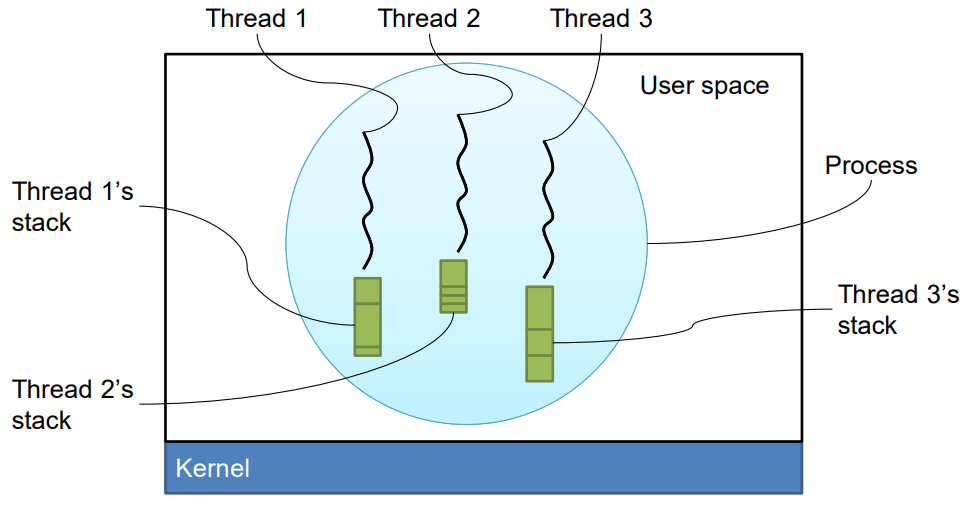 Thread 1
Thread 2
Thread 3
User space
Process
Thread 1’s
stack
Thread 3’s
stack
Thread 2’s
stack
Kernel